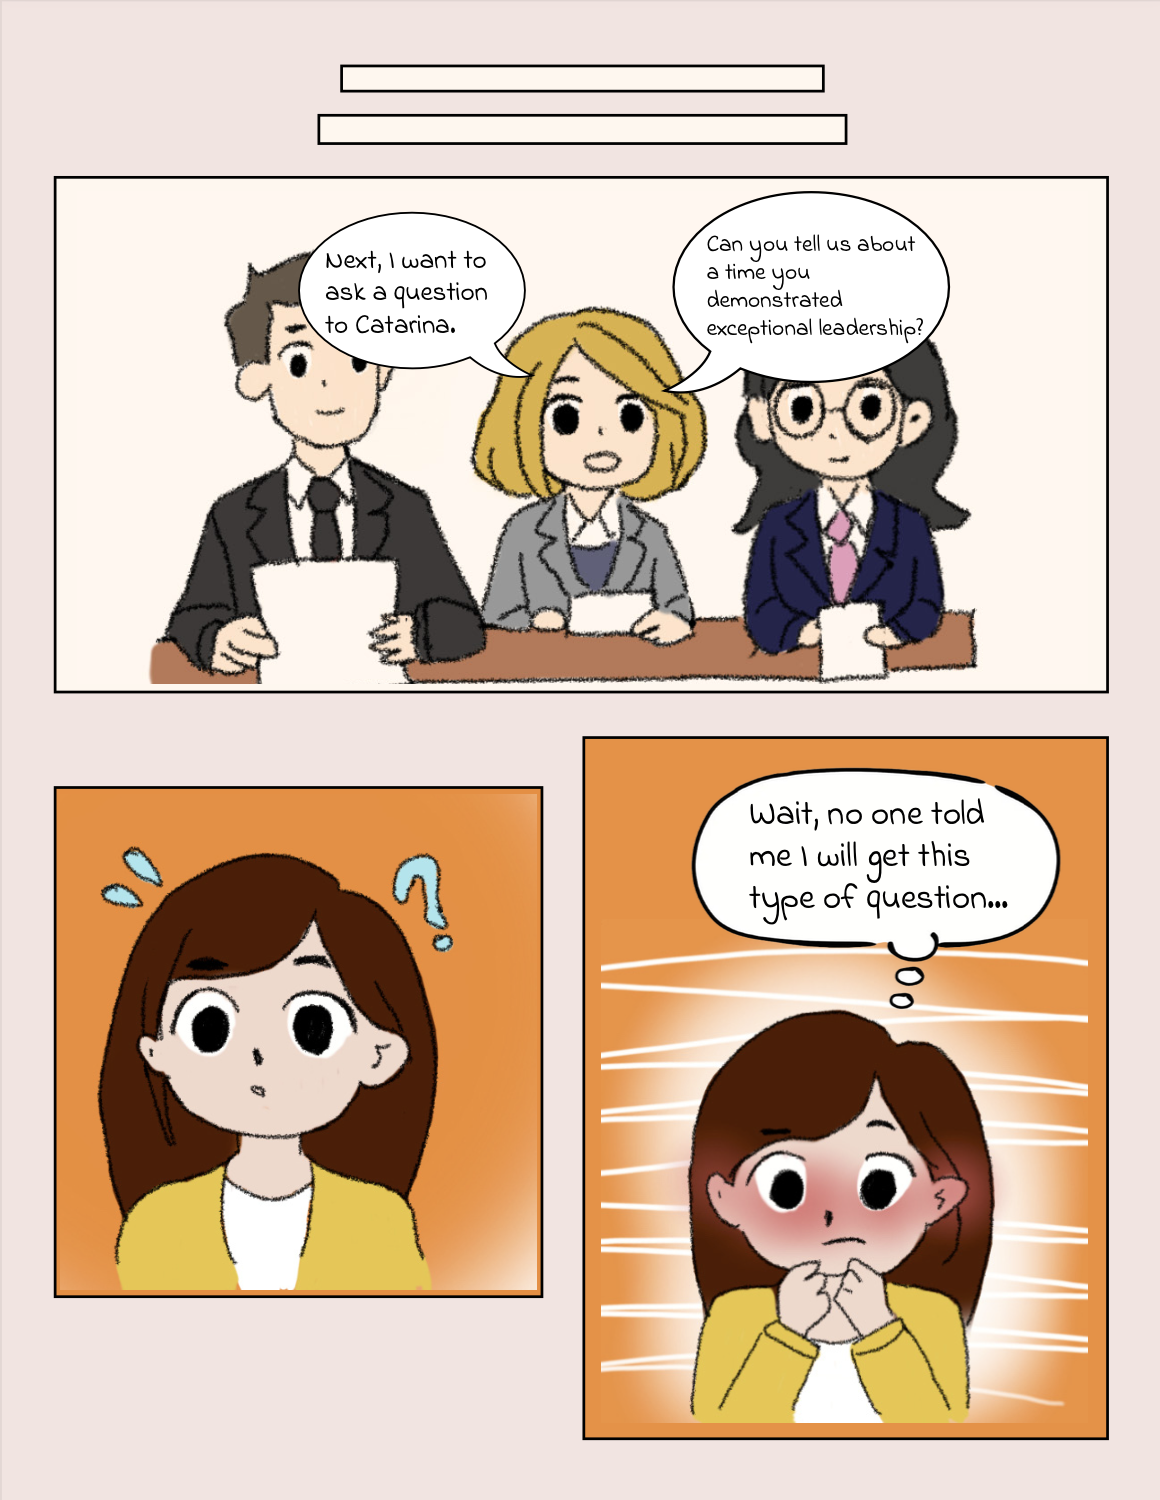 Next, I want to
ask a question
to Catarina.
Can you tell us about
a time you
demonstrated
exceptional leadership?
?
Wait, no one told
me I will get this
type of question...